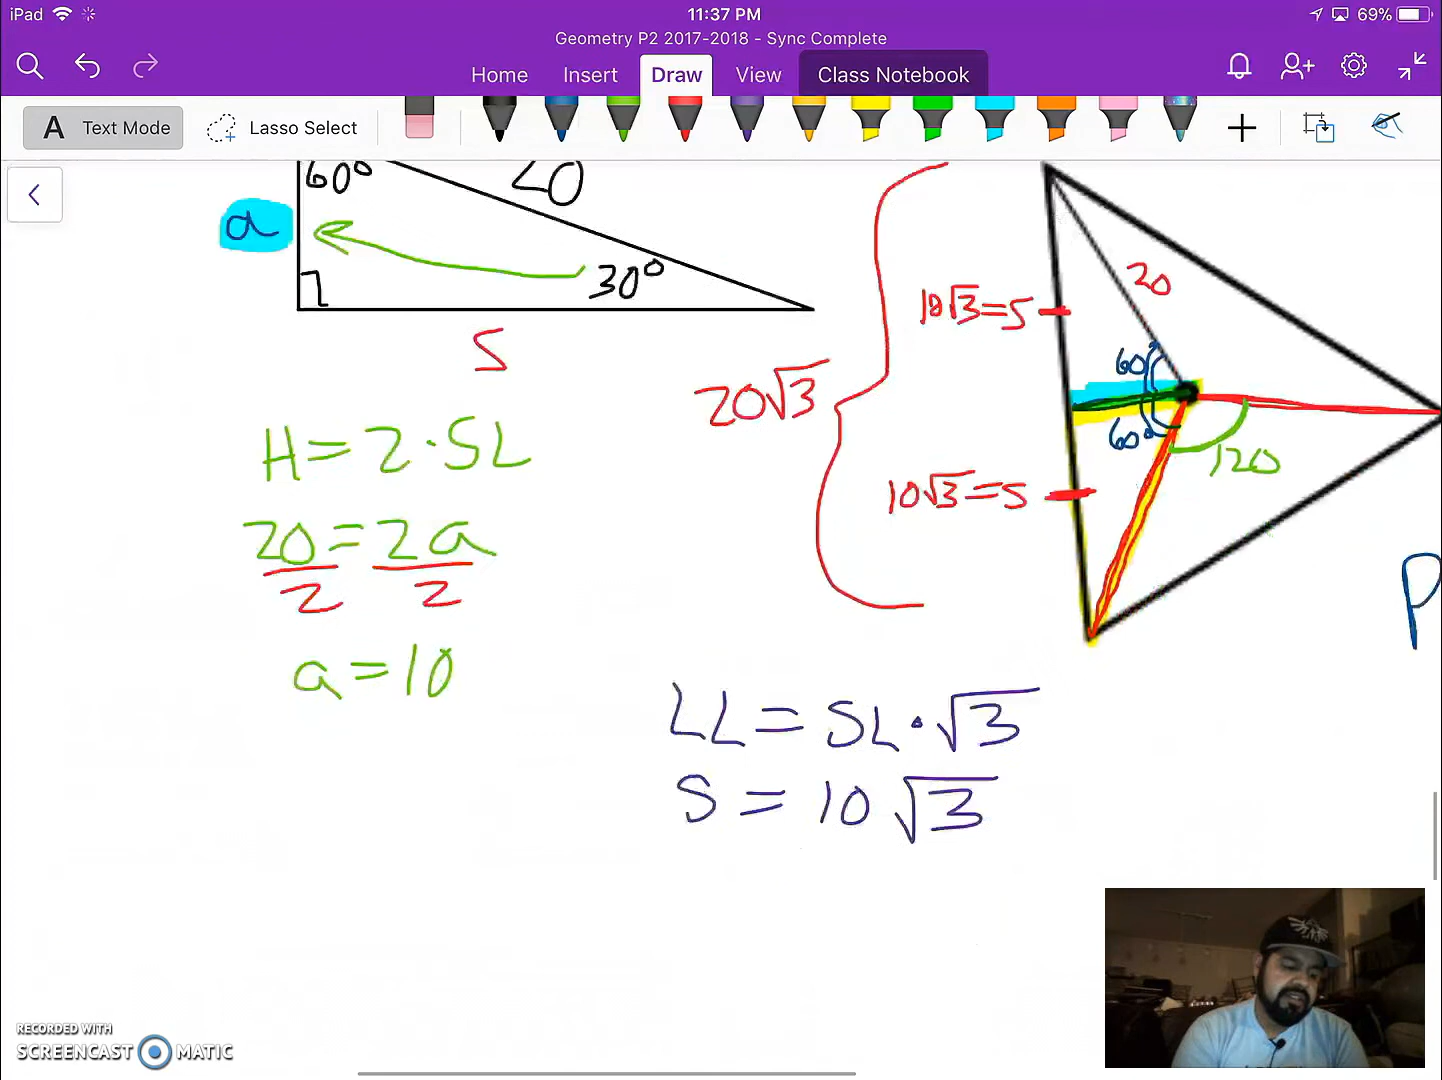 iPad
11:37 PM
69%
Geometry P2 2017-2018 - Sync Complete
Home Insert Draw View Class Notebook
A Text Mode
Lasso Select
60°
20
a
30°
S
20
10√3=S
60
20√3
60°
120
10√3=S
H=2·SL
20=2a
2 2
a=10
P
LL=SL·√3
S=10√3
RECORDED WITH
SCREENCAST MATIC